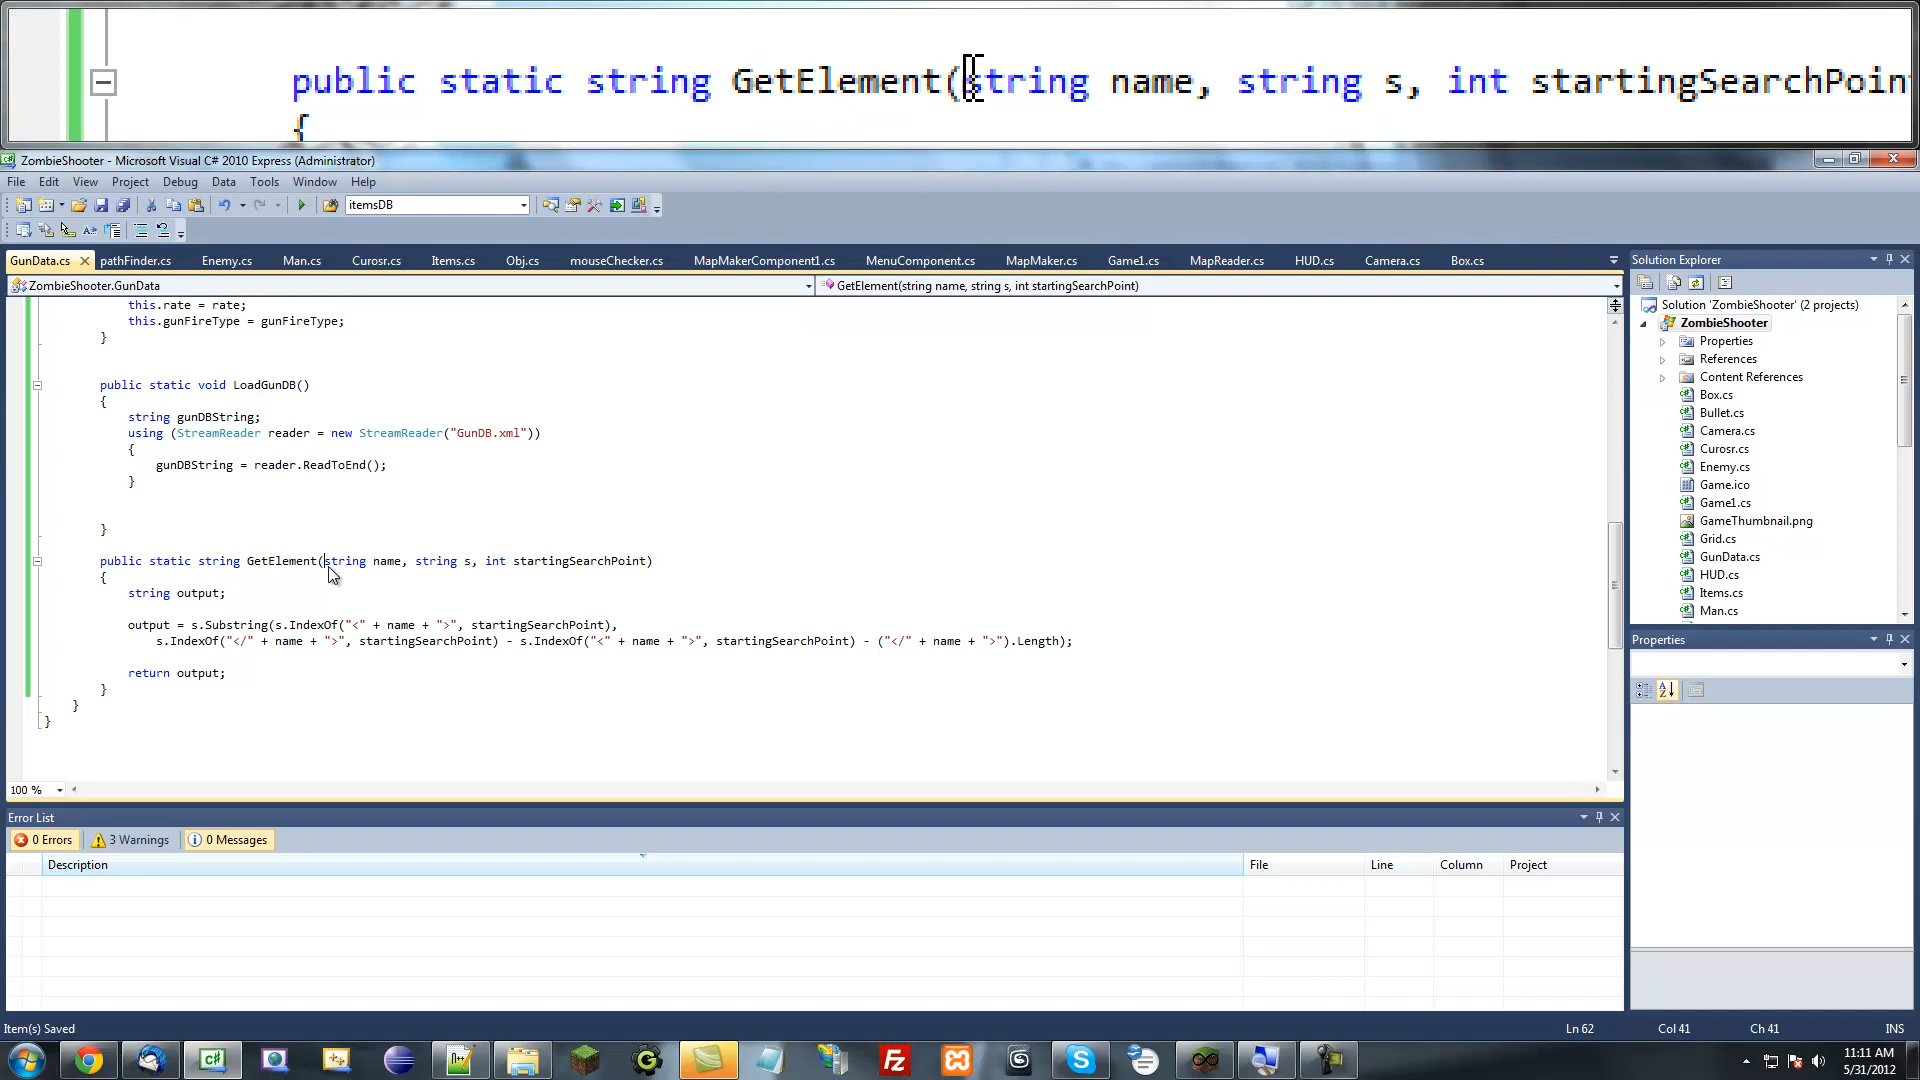 public static string GetElement(string name, string s, int startingSearchPoin
{
ZombieShooter - Microsoft Visual C# 2010 Express (Administrator)
File Edit View Project Debug Data Tools Window Help
itemsDB
GunData.cs pathFinder.cs Enemy.cs Man.cs Curosr.cs Items.cs Obj.cs mouseChecker.cs MapMakerComponent1.cs MenuComponent.cs MapMaker.cs Game1.cs MapReader.cs HUD.cs Camera.cs Box.cs
ZombieShooter.GunData GetElement(string name, string s, int startingSearchPoint)
this.rate = rate;
this.gunFireType = gunFireType;
}
public static void LoadGunDB()
{
string gunDBString;
using (StreamReader reader = new StreamReader("GunDB.xml"))
{
gunDBString = reader.ReadToEnd();
}
}
public static string GetElement(string name, string s, int startingSearchPoint)
{
string output;
output = s.Substring(s.IndexOf("<" + name + ">", startingSearchPoint),
s.IndexOf("</" + name + ">", startingSearchPoint) - s.IndexOf("<" + name + ">", startingSearchPoint) - ("</" + name + ">").Length);
return output;
}
}
}
100 %
Solution Explorer
Solution 'ZombieShooter' (2 projects)
ZombieShooter
Properties
References
Content References
Box.cs
Bullet.cs
Camera.cs
Curosr.cs
Enemy.cs
Game.ico
Game1.cs
GameThumbnail.png
Grid.cs
GunData.cs
HUD.cs
Items.cs
Man.cs
Properties
Error List
0 Errors 3 Warnings 0 Messages
Description File Line Column Project
Item(s) Saved Ln 62 Col 41 Ch 41 INS
11:11 AM
5/31/2012